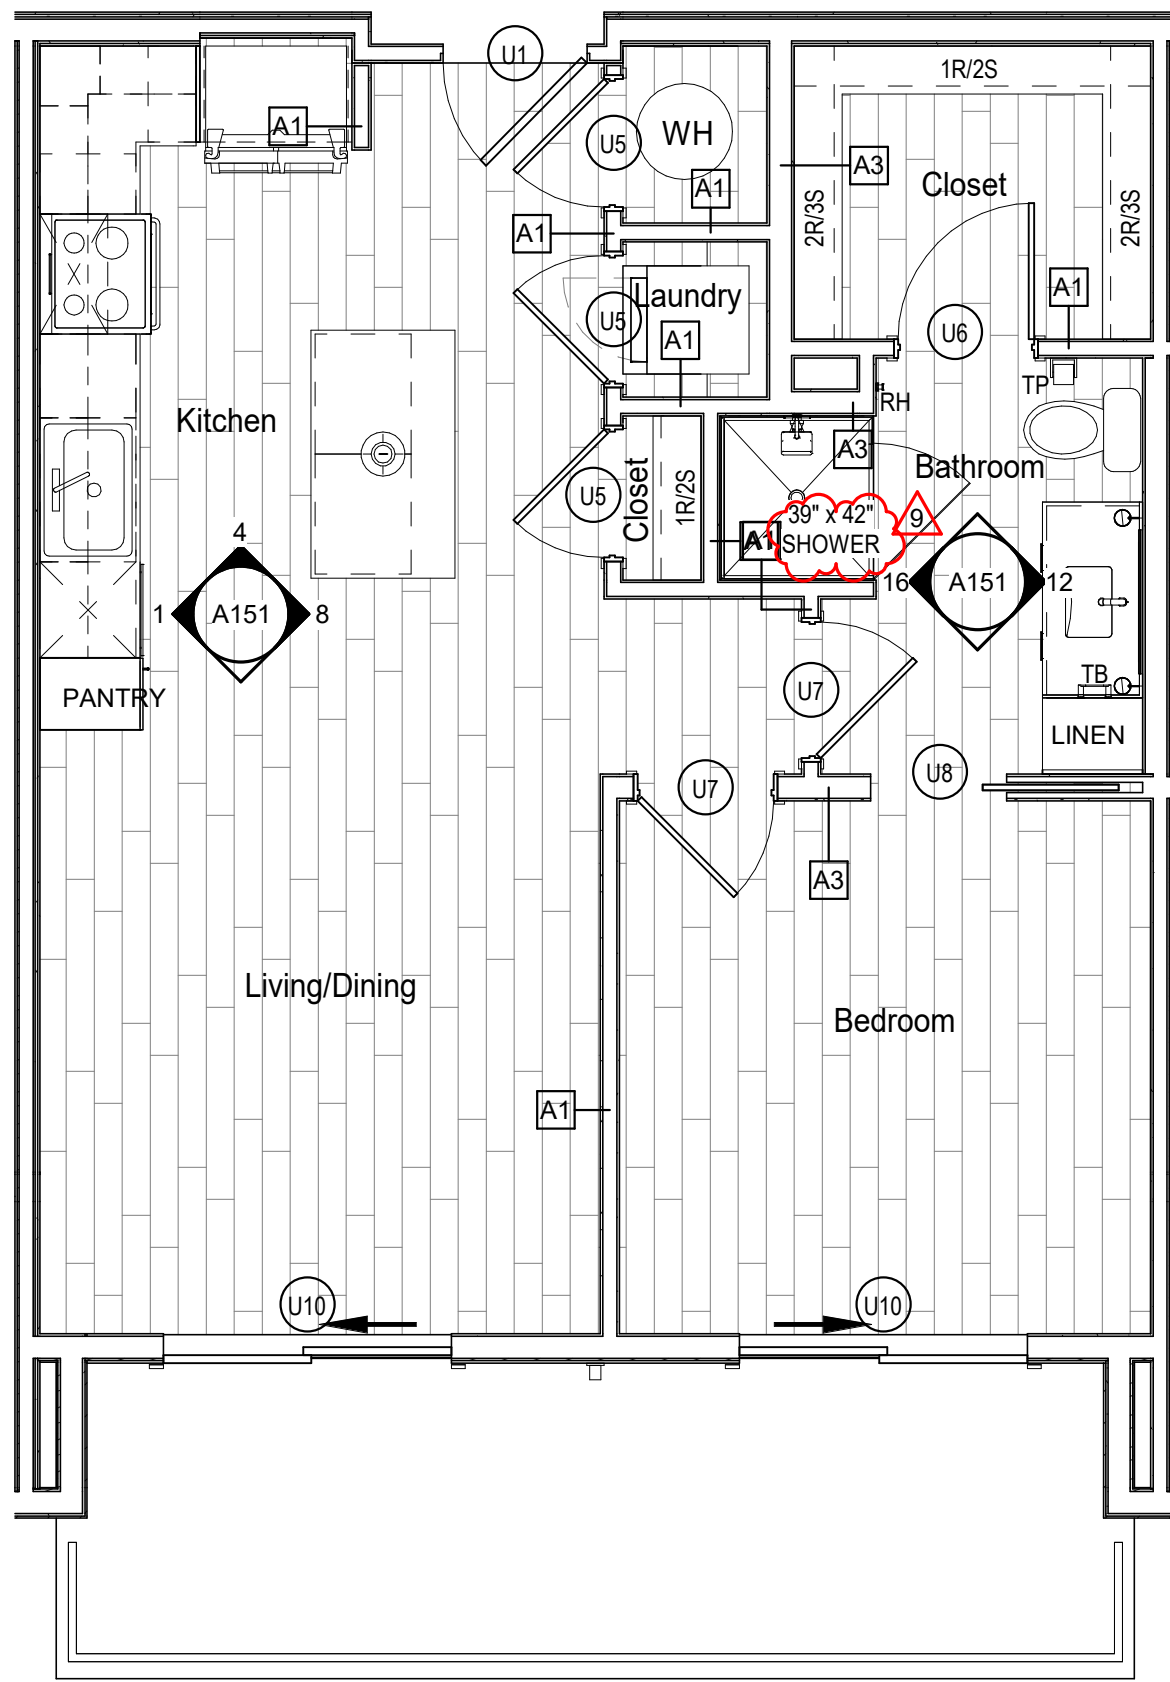 U1
1R/2S
A1
U5
WH
A3
Closet
A1
2R/3S
2R/3S
A1
Laundry
A1
U5
A1
U6
TP
RH
Kitchen
A3
Bathroom
Closet
1R/2S
U5
39" x 42"
SHOWER
9
A1
4
1
A151
8
16
A151
12
PANTRY
U7
TB
LINEN
U7
U8
A3
Living/Dining
Bedroom
A1
U10
U10